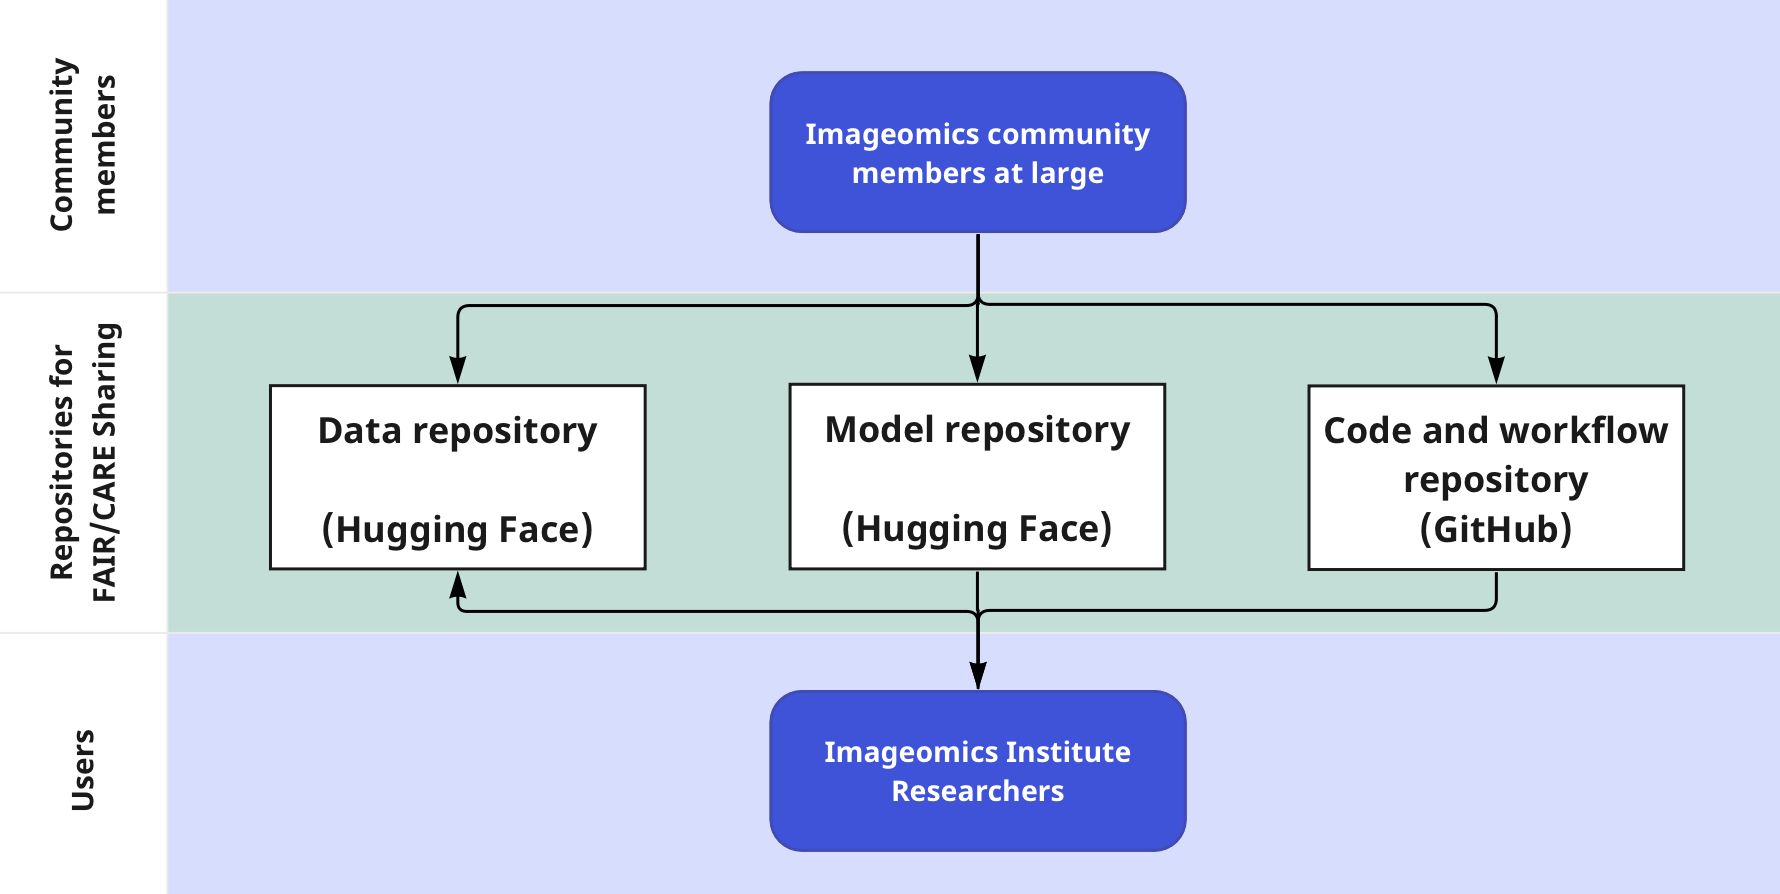 Community
members
Imageomics community
members at large
Repositories for
FAIR/CARE Sharing
Data repository
(Hugging Face)
Model repository
(Hugging Face)
Code and workflow
repository
(GitHub)
Users
Imageomics Institute
Researchers